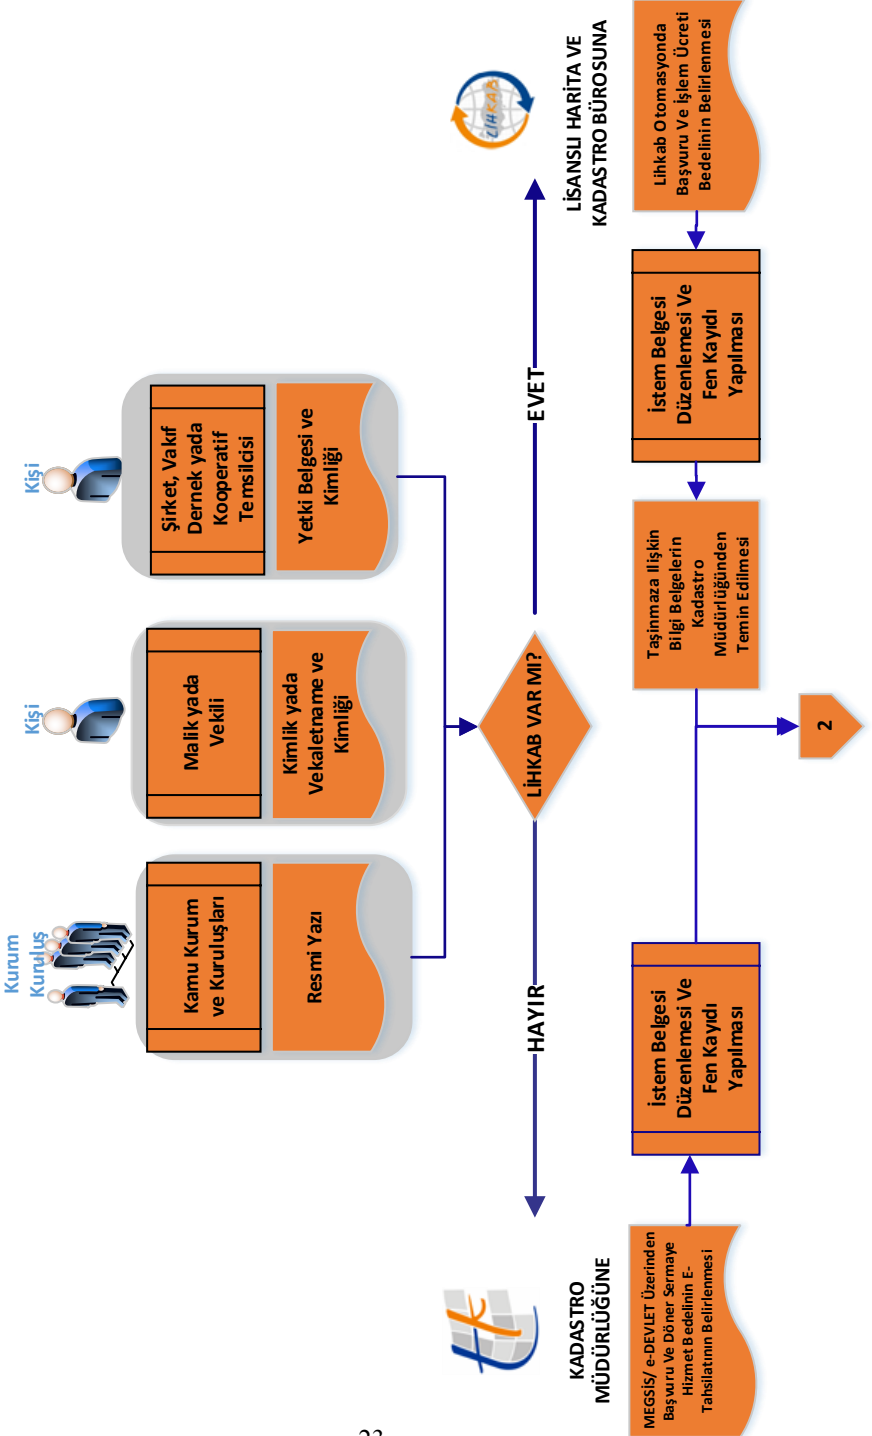 Kurum
Kuruluş
Kişi
Kişi
Kamu Kurum
ve Kuruluşları
Resmi Yazı
Malik yada
Vekili
Kimlik yada
Vekaletname ve
Kimliği
Şirket, Vakıf
Dernek yada
Kooperatif
Temsilcisi
Yetki Belgesi ve
Kimliği
LİHKAB VAR MI?
HAYIR
EVET
KADASTRO
MÜDÜRLÜĞÜNE
LİHKAB
LİSANSLI HARİTA VE
KADASTRO BÜROSUNA
MEGSİS/ e-DEVLET Üzerinden
Başvuru Ve Döner Sermaye
Hizmet Bedelinin E-
Tahsilatının Belirlenmesi
İstem Belgesi
Düzenlemesi Ve
Fen Kayıdı
Yapılması
Taşınmaza Ilişkin
Bilgi Belgelerin
Kadastro
Müdürlüğünden
Temin Edilmesi
İstem Belgesi
Düzenlemesi Ve
Fen Kayıdı
Yapılması
Lihkab Otomasyonda
Başvuru Ve İşlem Ücreti
Bedelinin Belirlenmesi
2
23